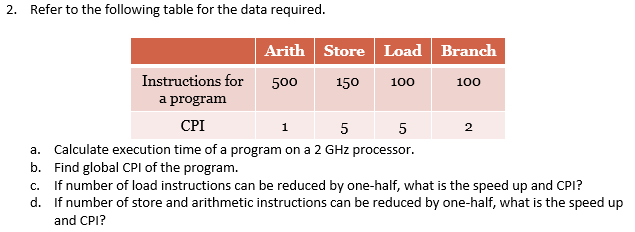 2. Refer to the following table for the data required.
Arith Store Load Branch
Instructions for a program 500 150 100 100
CPI 1 5 5 2
a. Calculate execution time of a program on a 2 GHz processor.
b. Find global CPI of the program.
c. If number of load instructions can be reduced by one-half, what is the speed up and CPI?
d. If number of store and arithmetic instructions can be reduced by one-half, what is the speed up
and CPI?